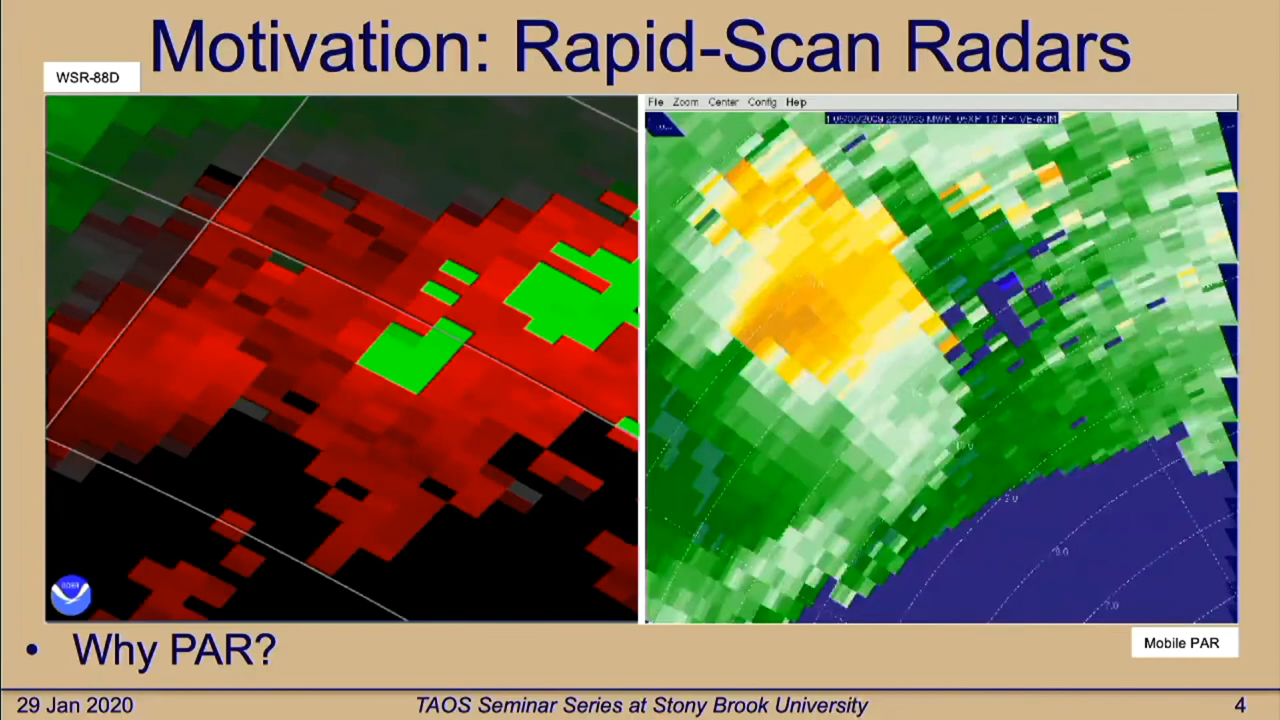 Motivation: Rapid-Scan Radars
WSR-88D
File Zoom Center Config Help
• Why PAR?
Mobile PAR
29 Jan 2020
TAOS Seminar Series at Stony Brook University
4